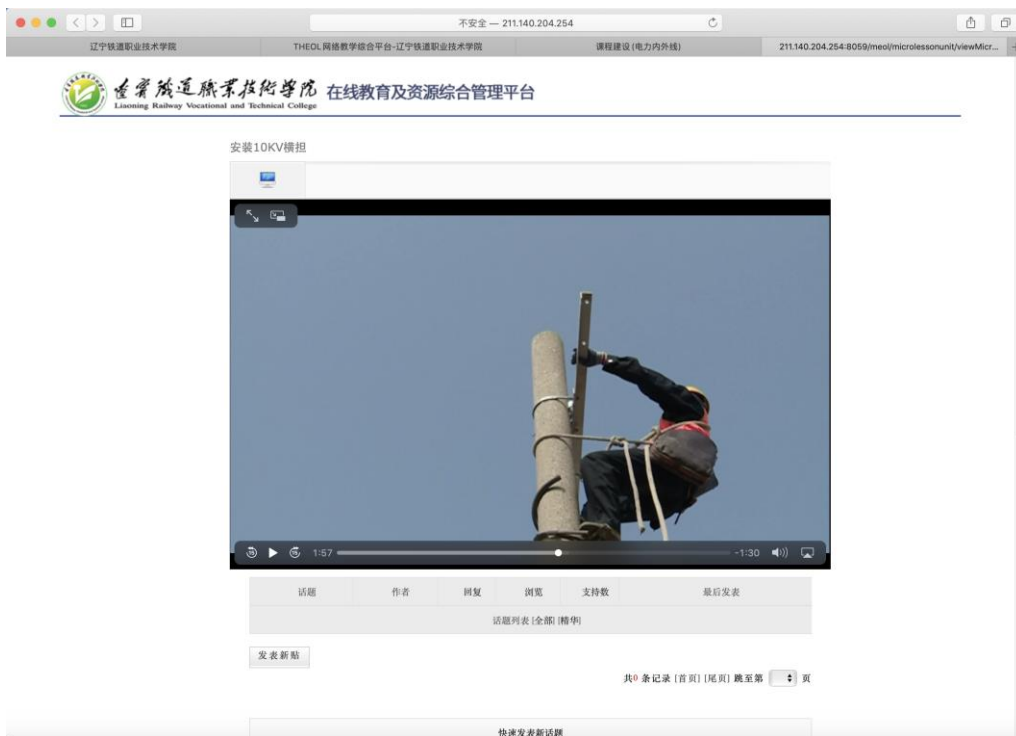 不安全 — 211.140.204.254
辽宁铁道职业技术学院
THEOL网络教学综合平台-辽宁铁道职业技术学院
课程建设(电力内外线)
211.140.204.254:8059/meol/microlessonunit/viewMicr...
辽宁铁道职业技术学院 在线教育及资源综合管理平台
Liaoning Railway Vocational and Technical College
安装10KV横担
15 15 1:57 -1:30
话题 作者 回复 浏览 支持数 最后发表
话题列表 [全部] [精华]
发表新贴
共0 条记录 [首页] [尾页] 跳至第 页
快速发表新话题